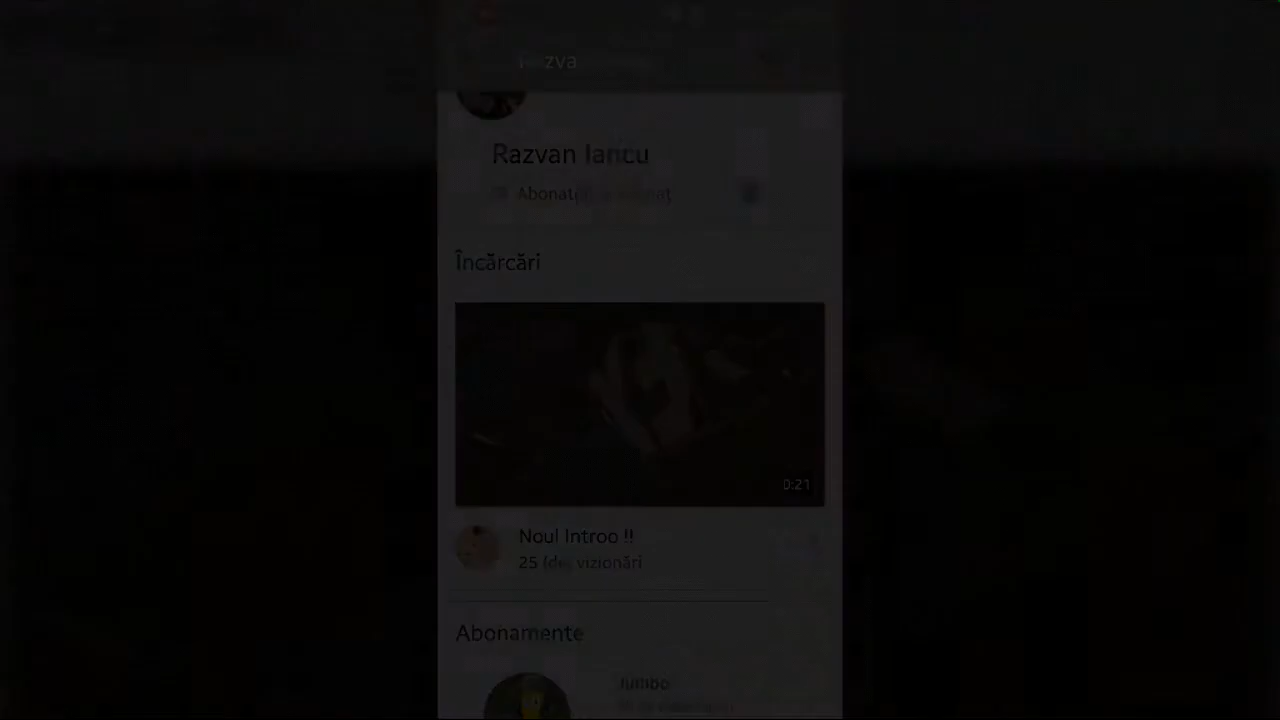 Razvan Iancu
Încărcări
0:21
Noul Introo !!
25 (de) vizionări
Abonamente
Jumbo